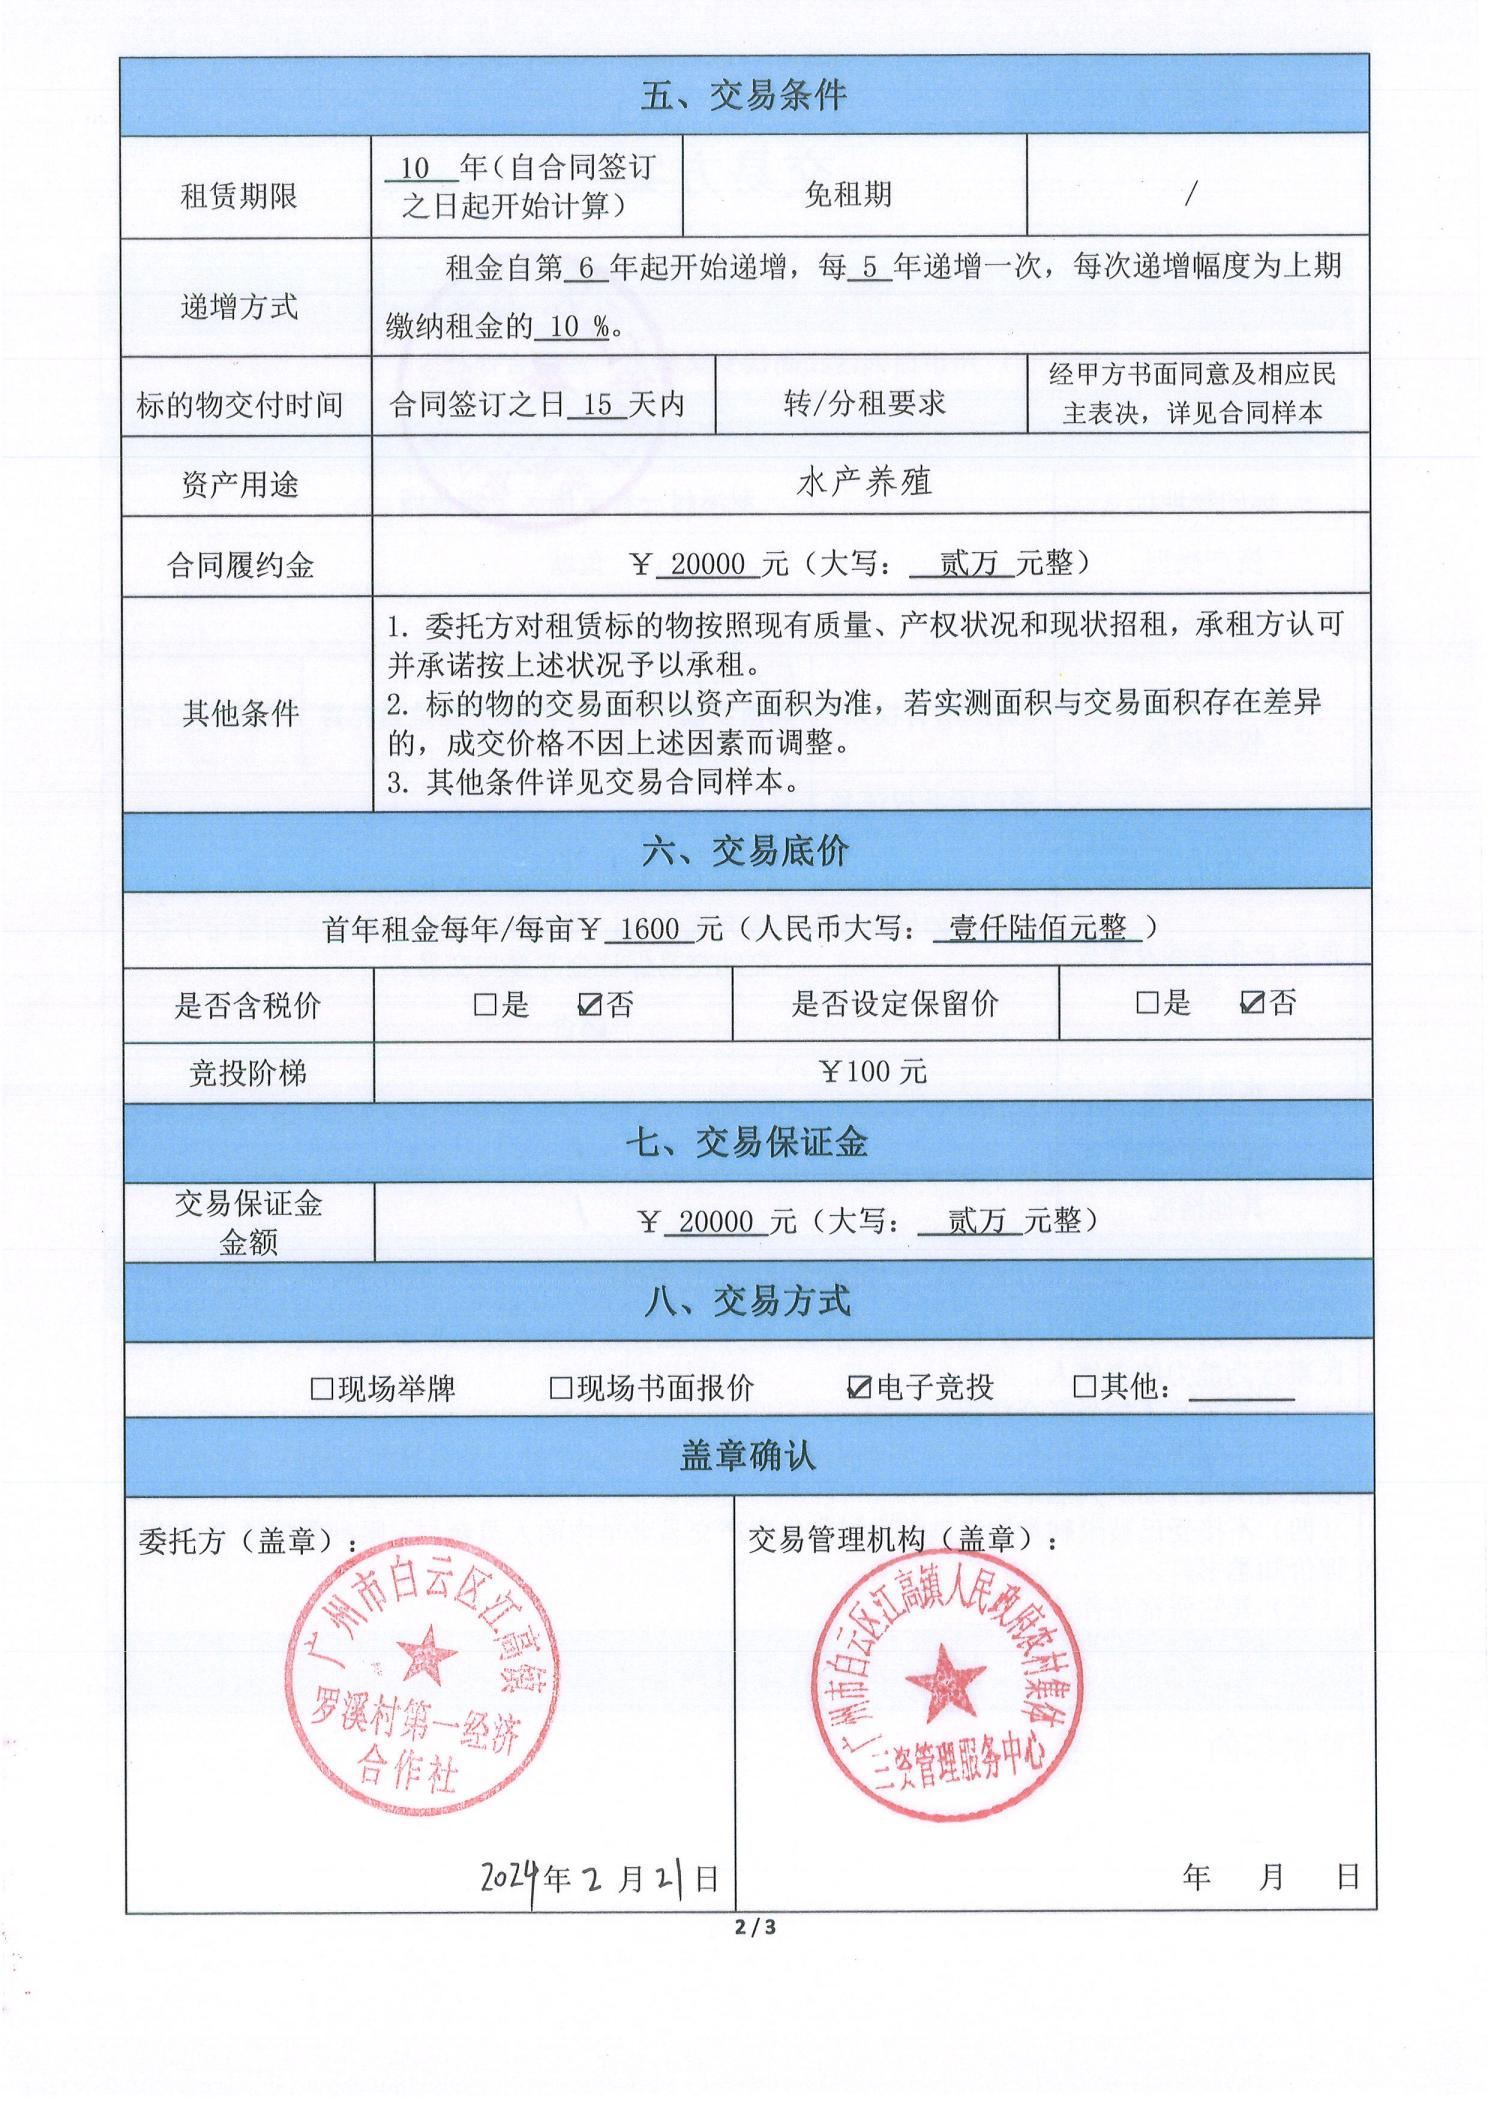 五、交易条件
租赁期限
10 年（自合同签订
之日起开始计算）
免租期
/
递增方式
租金自第 6 年起开始递增，每 5 年递增一次，每次递增幅度为上期
缴纳租金的 10 %。
标的物交付时间
合同签订之日 15 天内
转/分租要求
经甲方书面同意及相应民
主表决，详见合同样本
资产用途
水产养殖
合同履约金
￥ 20000 元（大写： 贰万 元整）
其他条件
1. 委托方对租赁标的物按照现有质量、产权状况和现状招租，承租方认可
并承诺按上述状况予以承租。
2. 标的物的交易面积以资产面积为准，若实测面积与交易面积存在差异
的，成交价格不因上述因素而调整。
3. 其他条件详见交易合同样本。
六、交易底价
首年租金每年/每亩￥ 1600 元（人民币大写： 壹仟陆佰元整 ）
是否含税价
□是 ☑否
是否设定保留价
□是 ☑否
竞投阶梯
￥100 元
七、交易保证金
交易保证金
金额
￥ 20000 元（大写： 贰万 元整）
八、交易方式
□现场举牌 □现场书面报价 ☑电子竞投 □其他：
盖章确认
委托方（盖章）：
广州市白云区江高镇
罗溪村第一经济
合作社
2024年 2 月 21 日
交易管理机构（盖章）：
广州市白云区江高镇人民政府农村集体
三资管理服务中心
年 月 日
2 / 3